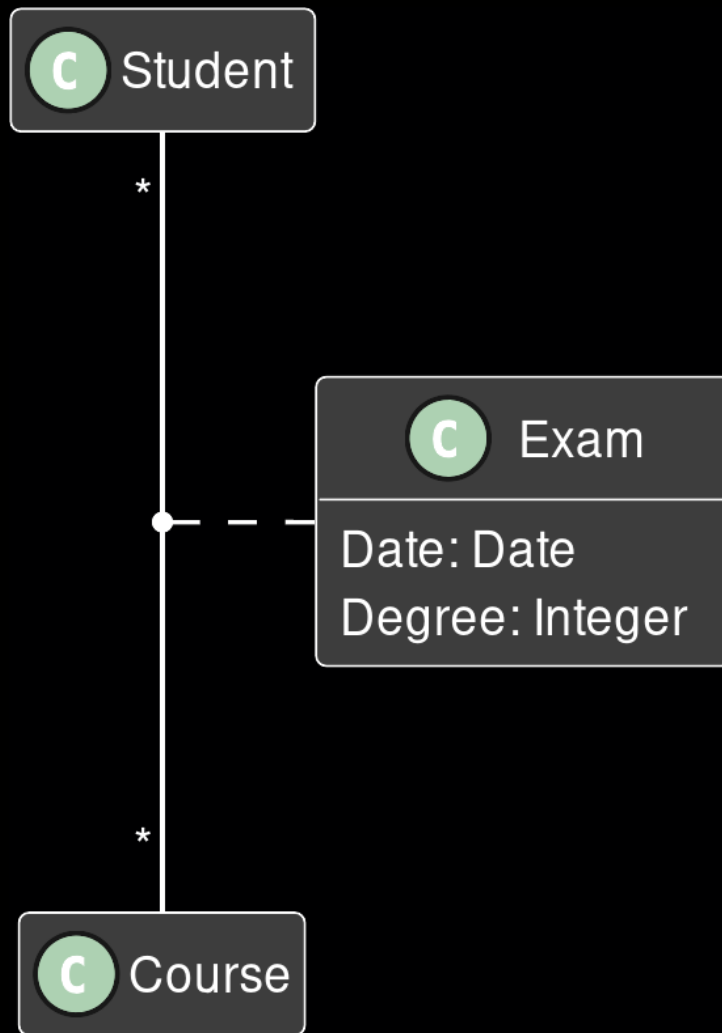 C Student
*
C Exam
Date: Date
Degree: Integer
*
C Course